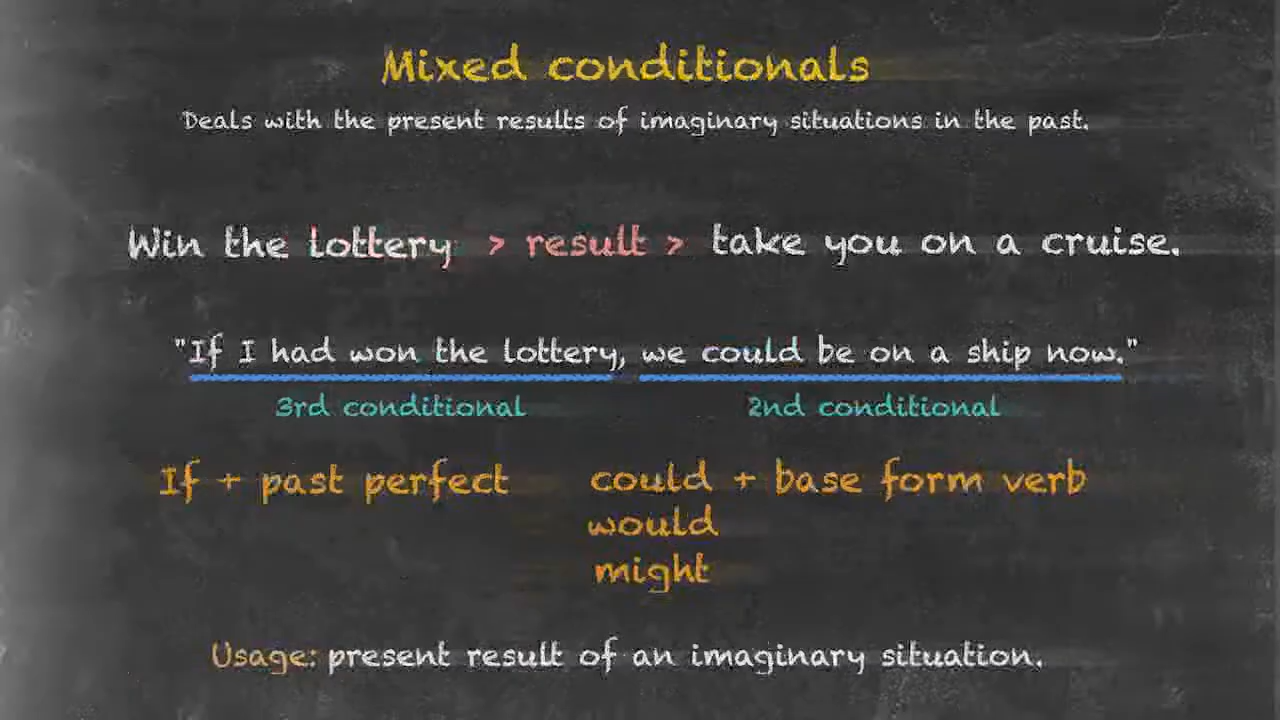 Mixed conditionals
Deals with the present results of imaginary situations in the past.
Win the lottery > result > take you on a cruise.
"If I had won the lottery, we could be on a ship now."
3rd conditional 2nd conditional
If + past perfect could + base form verb
would
might
Usage: present result of an imaginary situation.